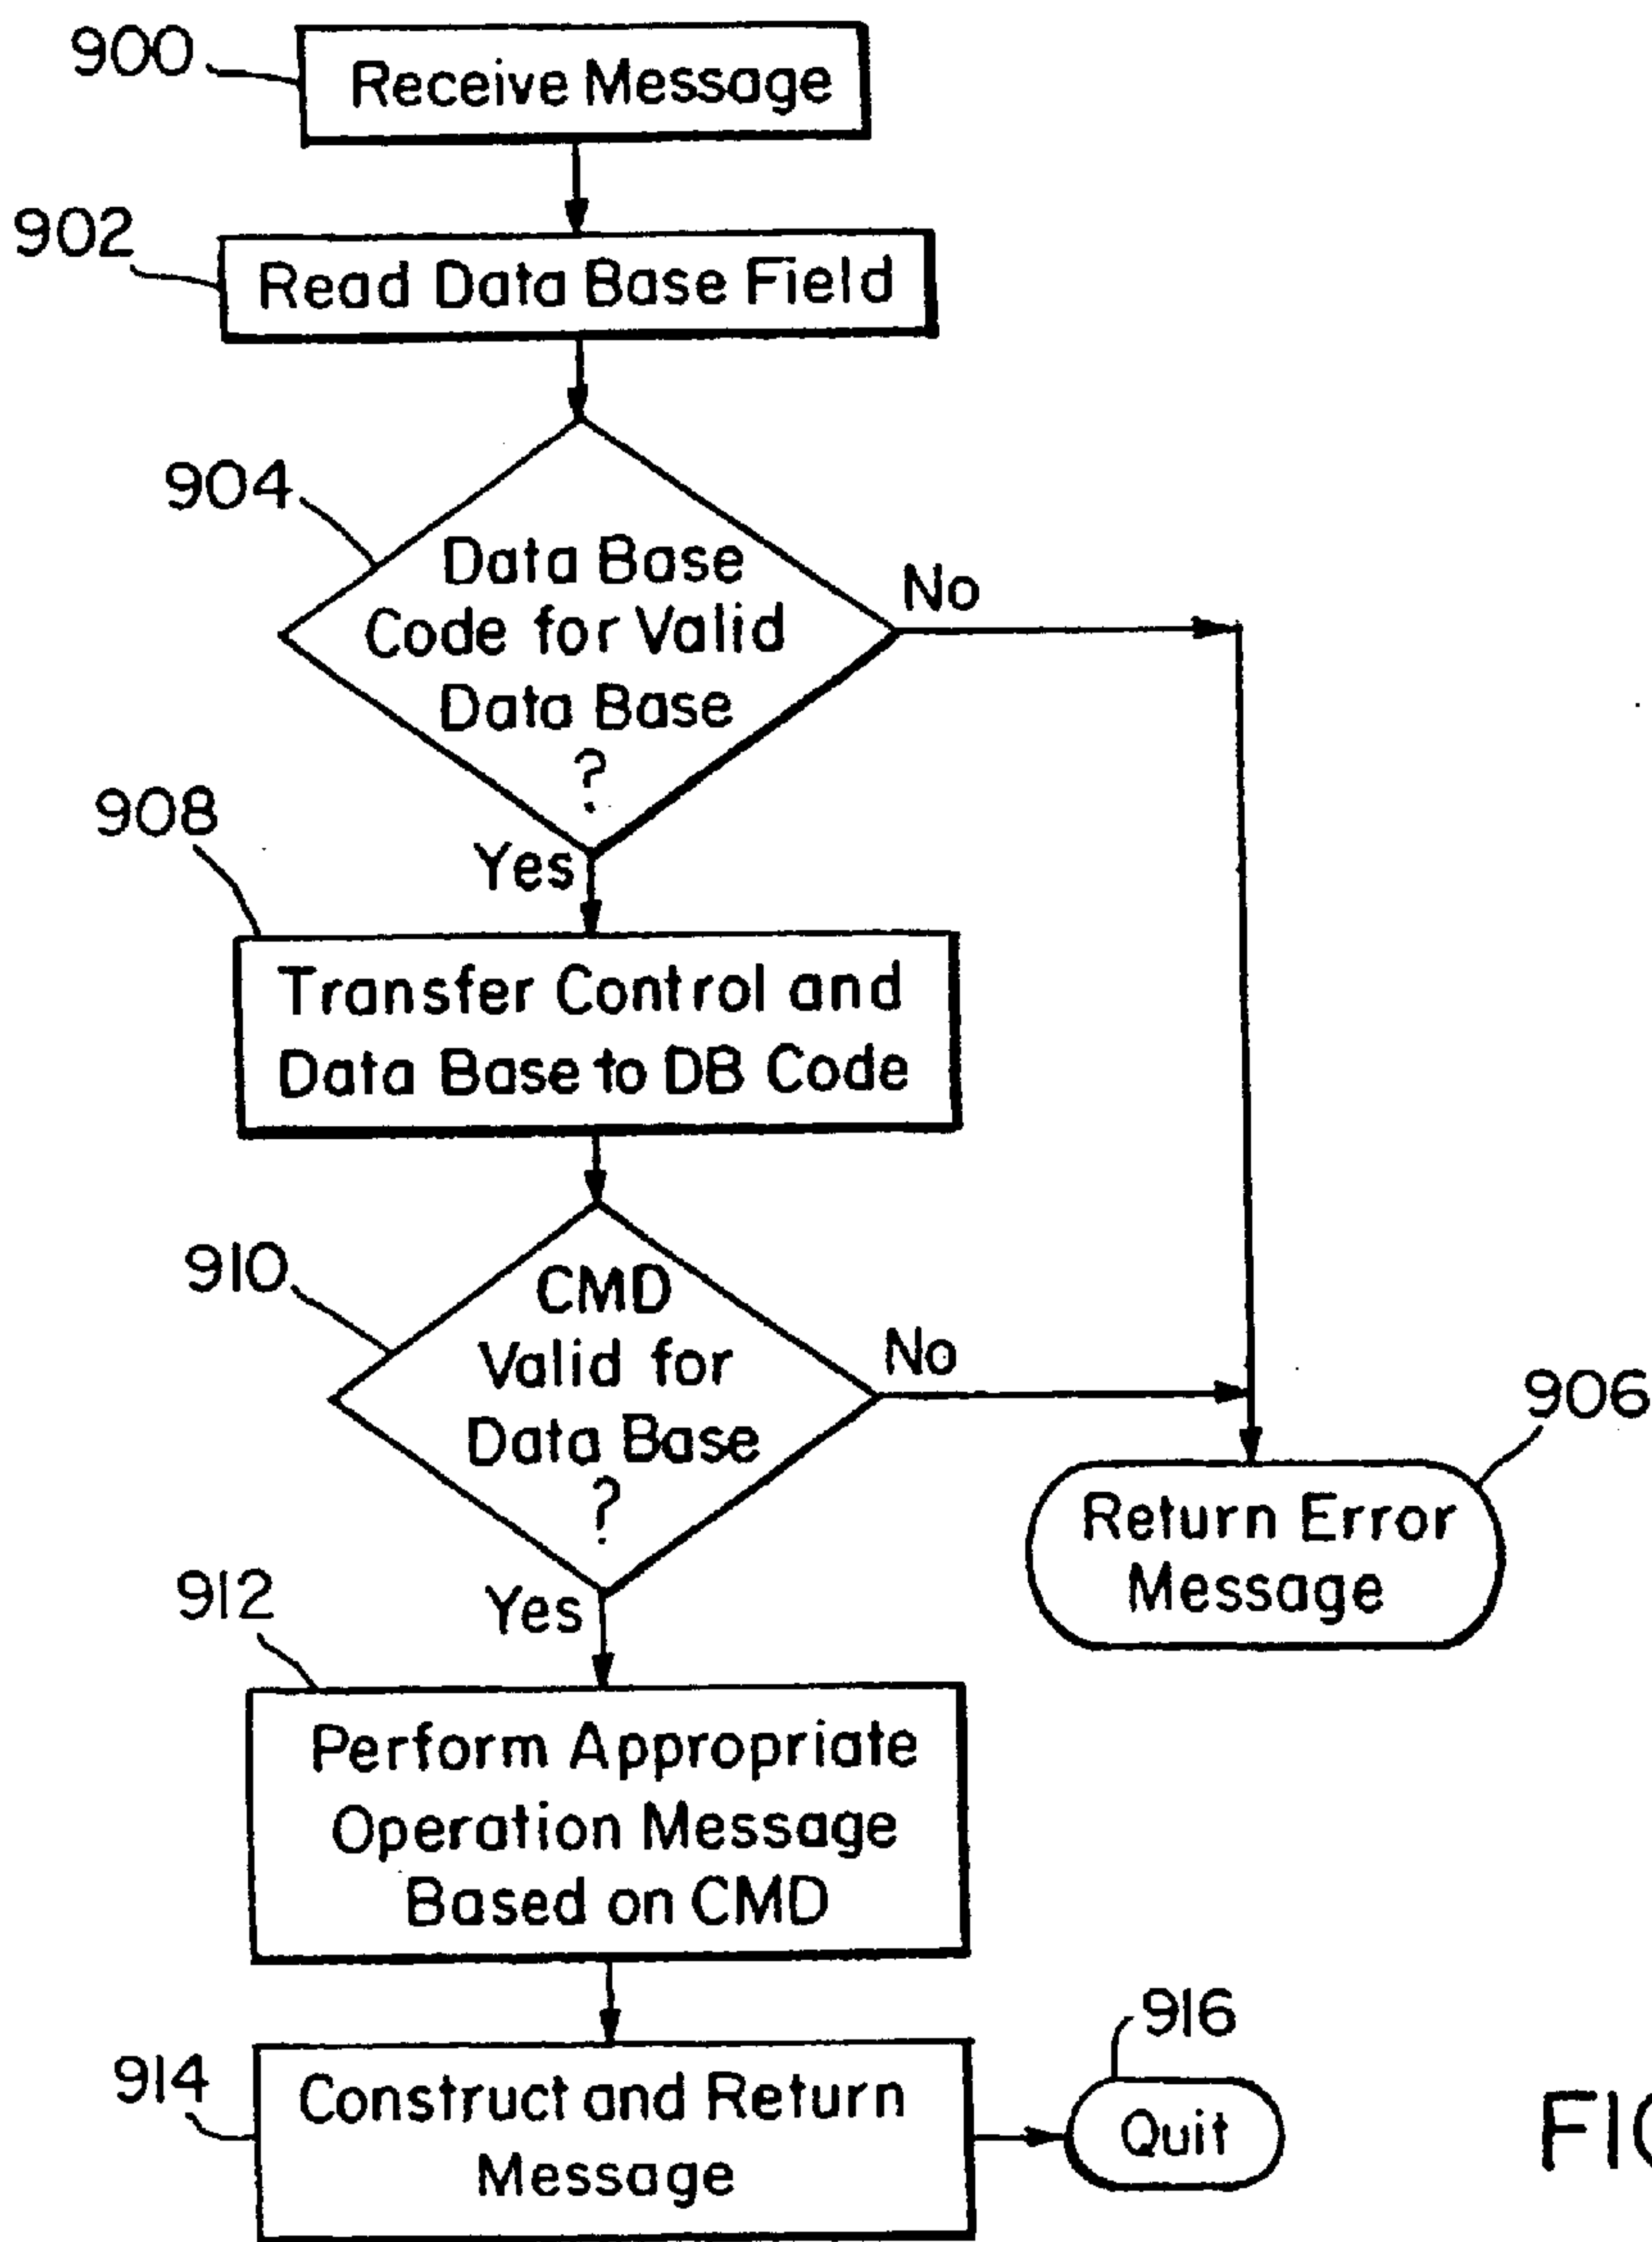 900
Receive Message
902
Read Data Base Field
904
Data Base
Code for Valid
Data Base
?
No
Yes
908
Transfer Control and
Data Base to DB Code
910
CMD
Valid for
Data Base
?
No
Yes
906
Return Error
Message
912
Perform Appropriate
Operation Message
Based on CMD
914
Construct and Return
Message
916
Quit